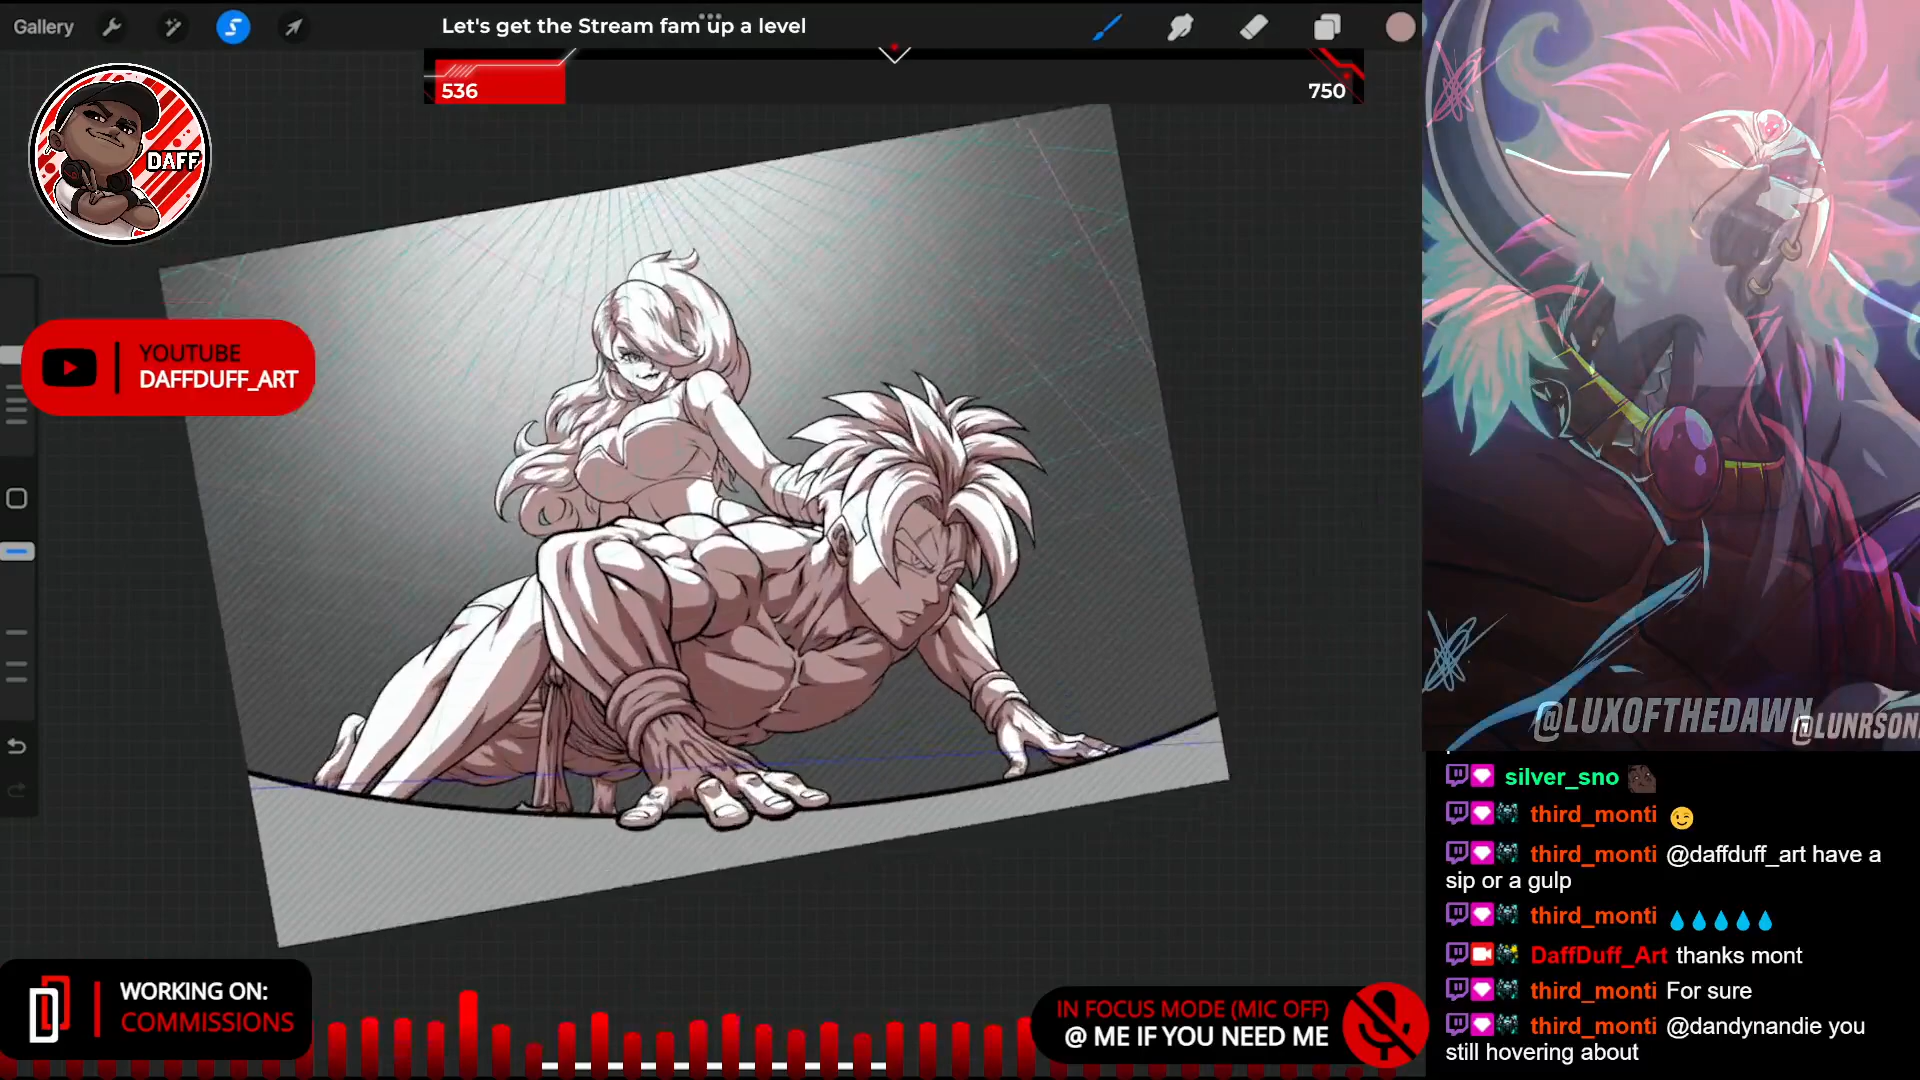 Gallery
Let's get the Stream fam up a level
536
750
DAFF
YOUTUBE
DAFFDUFF_ART
@LUXOFTHEDAWN
@LUNRSON
silver_sno
third_monti 😉
third_monti @daffduff_art have a
sip or a gulp
third_monti 💧💧💧💧💧
DaffDuff_Art thanks mont
third_monti For sure
third_monti @dandynandie you
still hovering about
WORKING ON:
COMMISSIONS
IN FOCUS MODE (MIC OFF)
@ ME IF YOU NEED ME